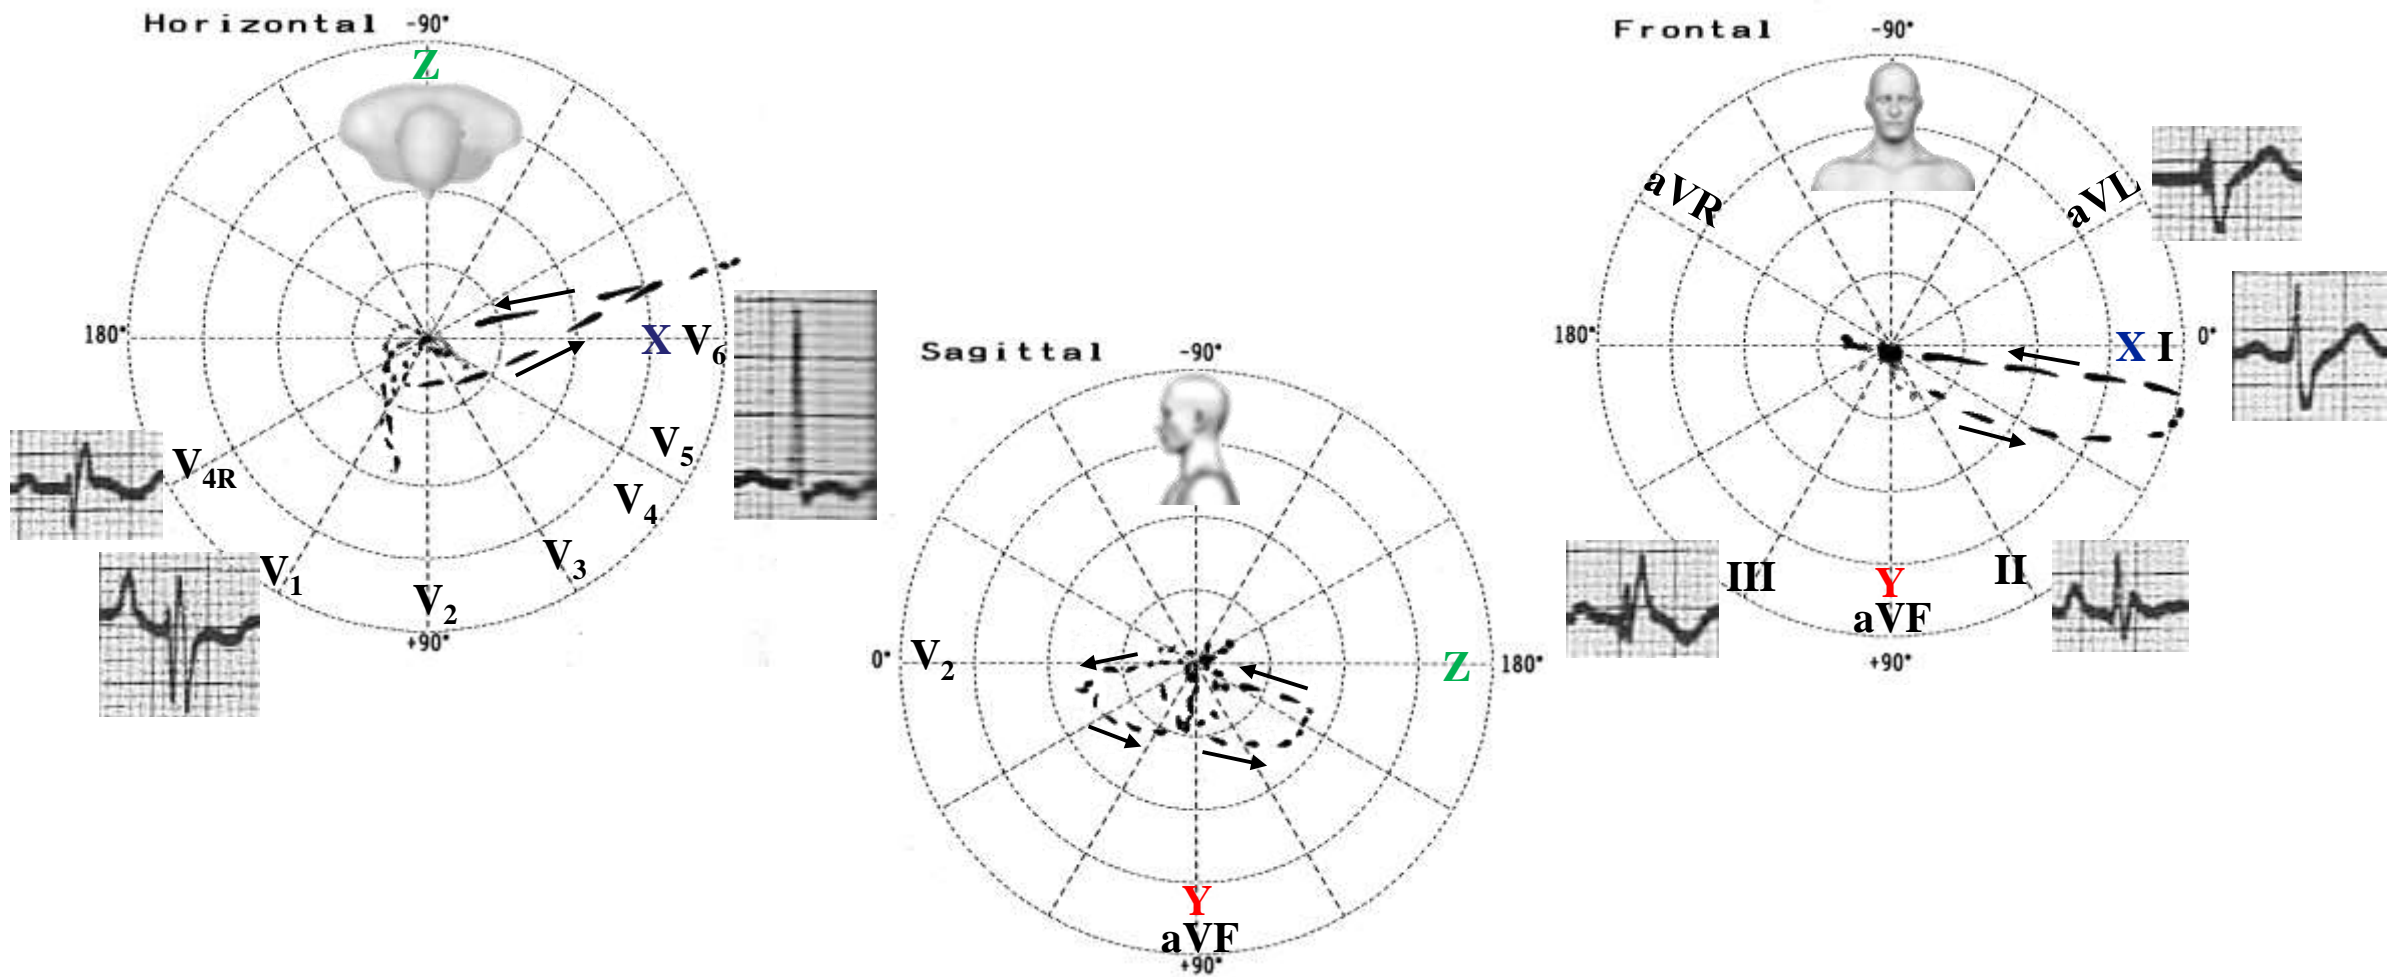 Horizontal
-90°
Z
180°
X
V6
V5
V4R
V4
V3
V1
V2
+90°
Sagittal
-90°
0°
V2
Z
180°
Y
aVF
+90°
Frontal
-90°
aVR
aVL
180°
X
I
0°
III
II
Y
aVF
+90°